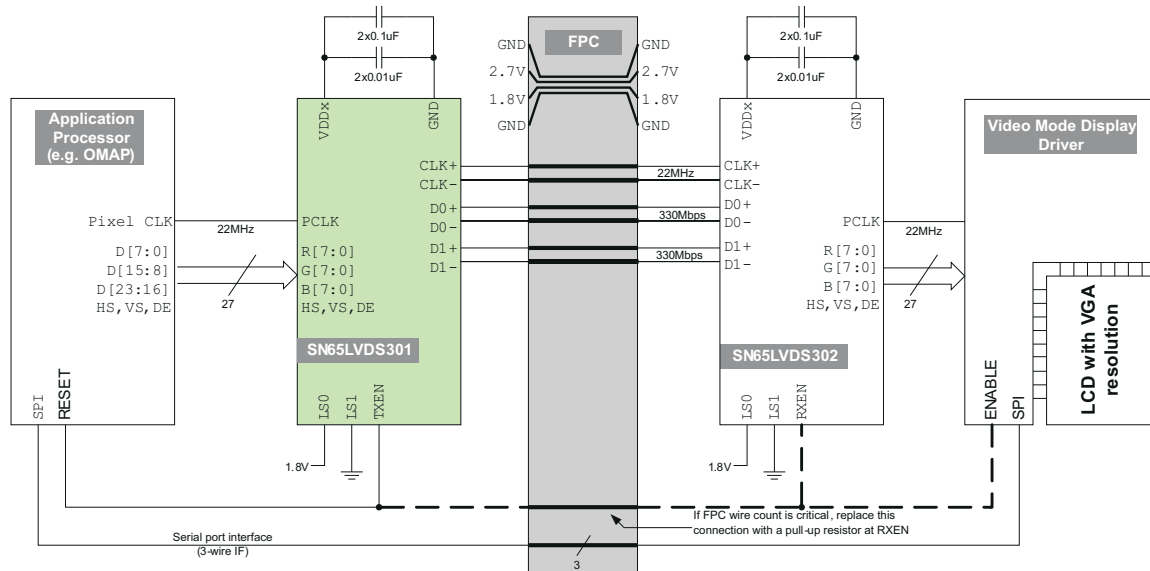 2x0.1uF
2x0.01uF
VDDx
GND
FPC
GND
2.7V
1.8V
GND
GND
2.7V
1.8V
GND
2x0.1uF
2x0.01uF
VDDx
GND
Application
Processor
(e.g. OMAP)
Pixel CLK
D[7:0]
D[15:8]
D[23:16]
HS,VS,DE
SPI
RESET
22MHz
27
PCLK
R[7:0]
G[7:0]
B[7:0]
HS,VS,DE
CLK+
CLK-
D0+
D0-
D1+
D1-
SN65LVDS301
LS0
LS1
TXEN
1.8V
22MHz
330Mbps
330Mbps
CLK+
CLK-
D0+
D0-
D1+
D1-
PCLK
R[7:0]
G[7:0]
B[7:0]
HS,VS,DE
SN65LVDS302
LS0
LS1
RXEN
1.8V
22MHz
27
Video Mode Display
Driver
ENABLE
SPI
LCD with VGA
resolution
If FPC wire count is critical, replace this
connection with a pull-up resistor at RXEN
Serial port interface
(3-wire IF)
3